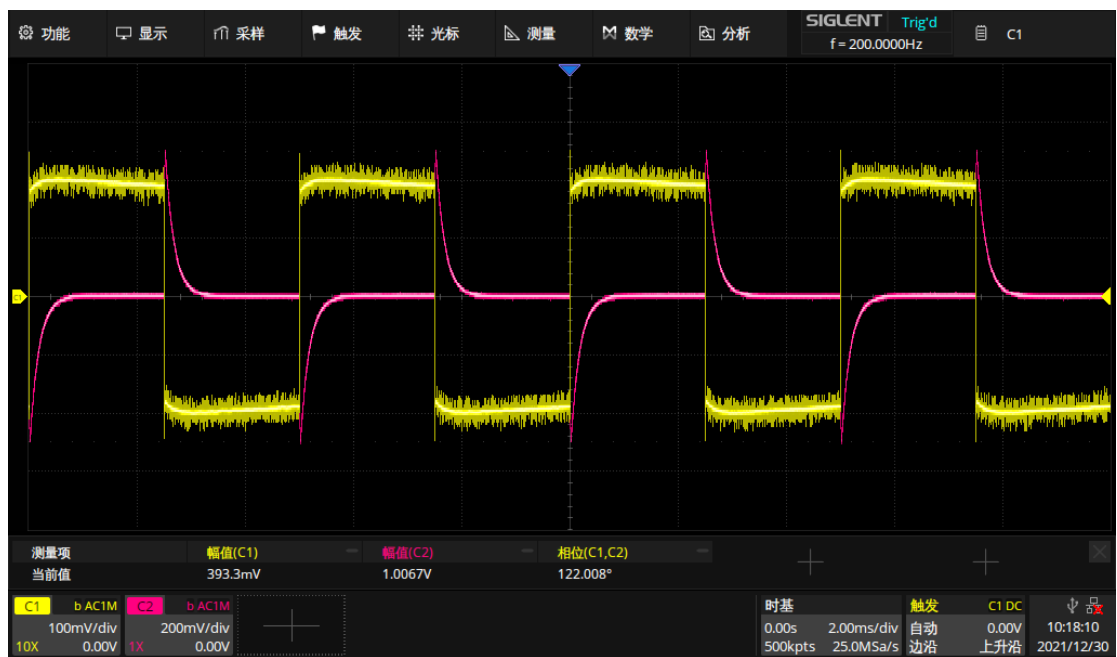 功能 显示 采样 触发 光标 测量 数学 分析 SIGLENT Trig'd C1
f = 200.0000Hz
C1
测量项 幅值(C1) 幅值(C2) 相位(C1,C2)
当前值 393.3mV 1.0067V 122.008°
C1 b AC1M C2 b AC1M 时基 触发 C1 DC
100mV/div 200mV/div 0.00s 2.00ms/div 自动 0.00V 10:18:10
10X 0.00V 1X 0.00V 500kpts 25.0MSa/s 边沿 上升沿 2021/12/30